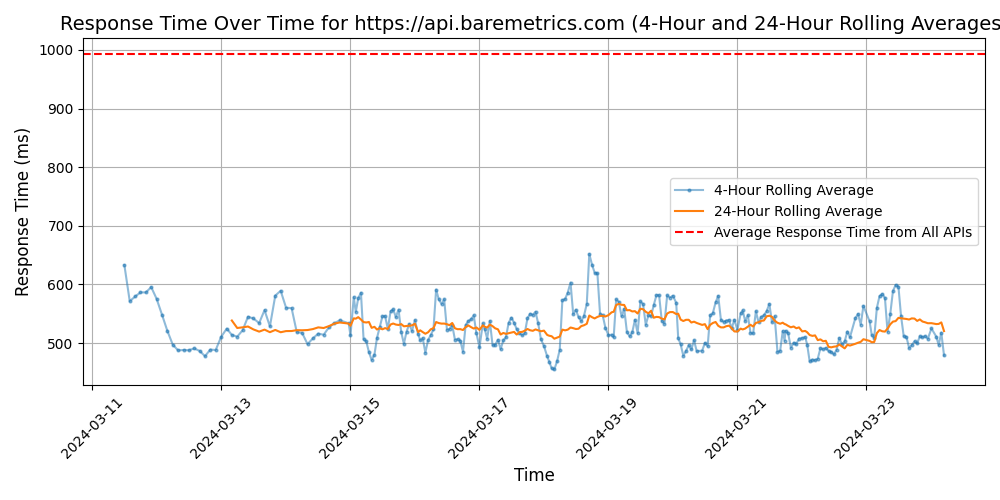 Response Time Over Time for https://api.baremetrics.com (4-Hour and 24-Hour Rolling Averages
Response Time (ms)
1000
900
800
700
600
500
4-Hour Rolling Average
24-Hour Rolling Average
Average Response Time from All APIs
2024-03-11
2024-03-13
2024-03-15
2024-03-17
2024-03-19
2024-03-21
2024-03-23
Time